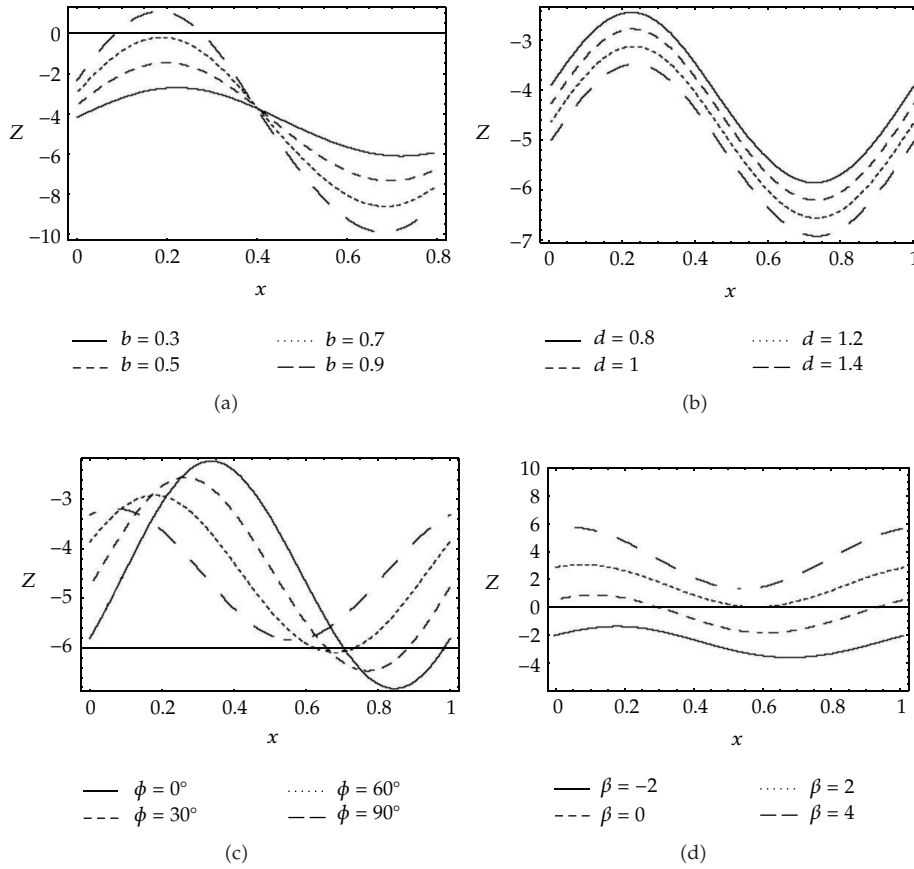 0
−2
−4
−6
−8
−10
Z
0 0.2 0.4 0.6 0.8
x
b = 0.3
b = 0.5
b = 0.7
b = 0.9
(a)
−3
−4
−5
−6
−7
Z
0 0.2 0.4 0.6 0.8 1
x
d = 0.8
d = 1
d = 1.2
d = 1.4
(b)
−3
−4
−5
−6
Z
0 0.2 0.4 0.6 0.8 1
x
ϕ = 0°
ϕ = 30°
ϕ = 60°
ϕ = 90°
(c)
10
8
6
4
2
0
−2
−4
Z
0 0.2 0.4 0.6 0.8 1
x
β = −2
β = 0
β = 2
β = 4
(d)